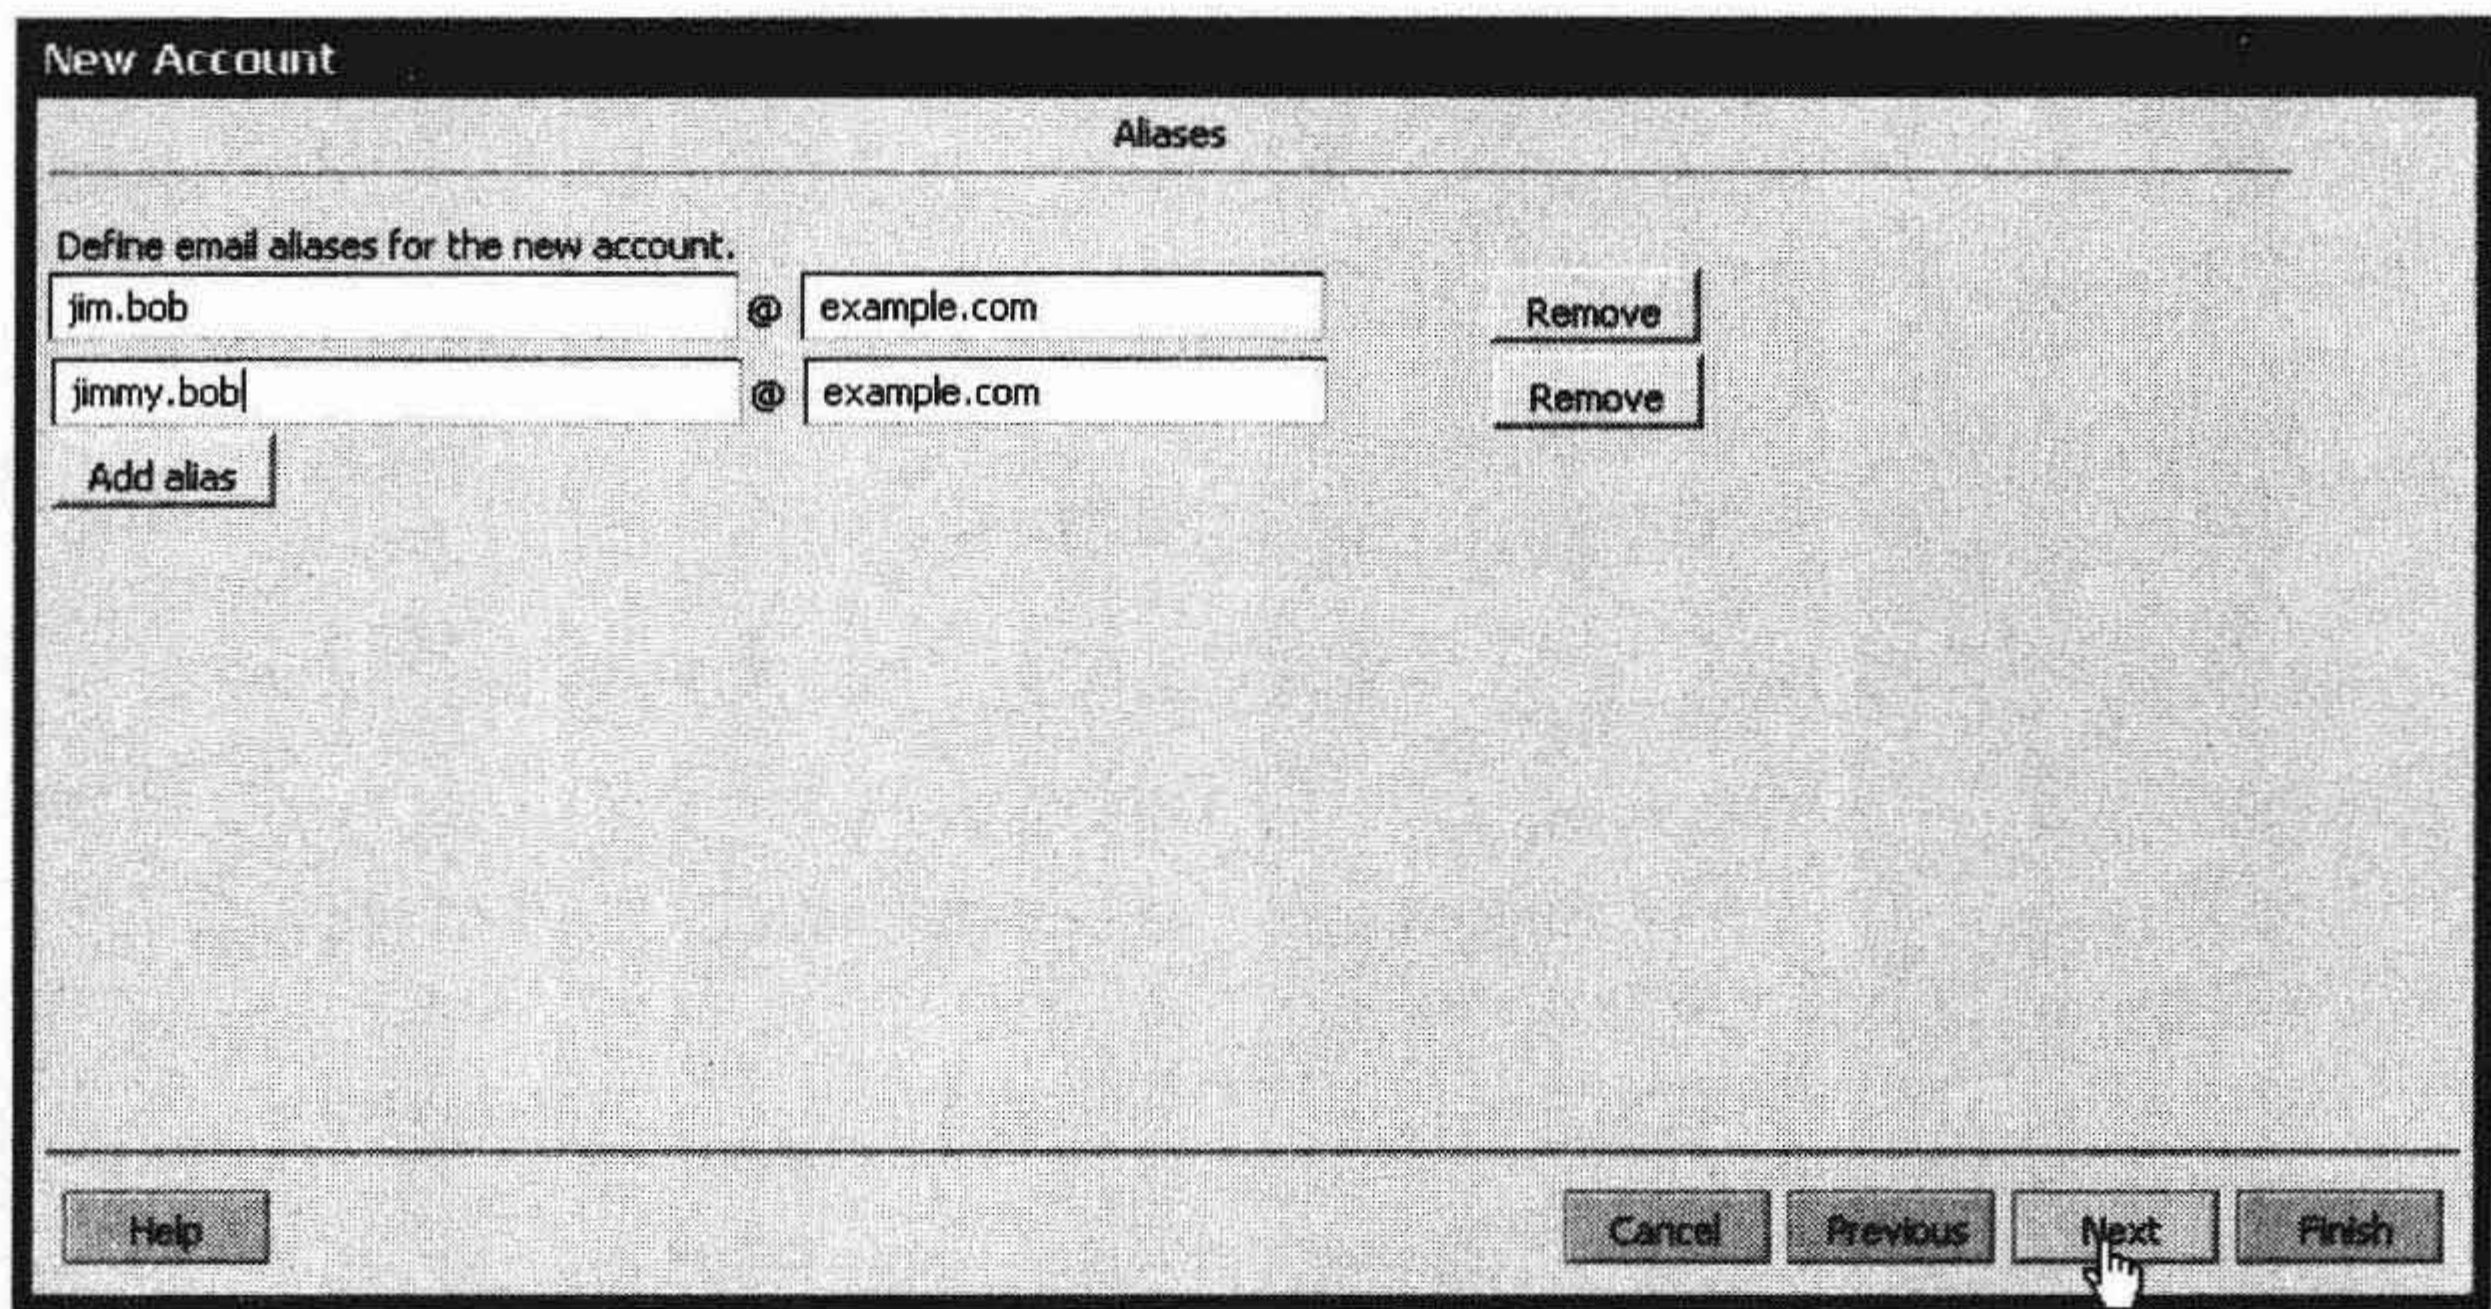 New Account
Aliases
Define email aliases for the new account.
jim.bob @ example.com Remove
jimmy.bob @ example.com Remove
Add alias
Help Cancel Previous Next Finish